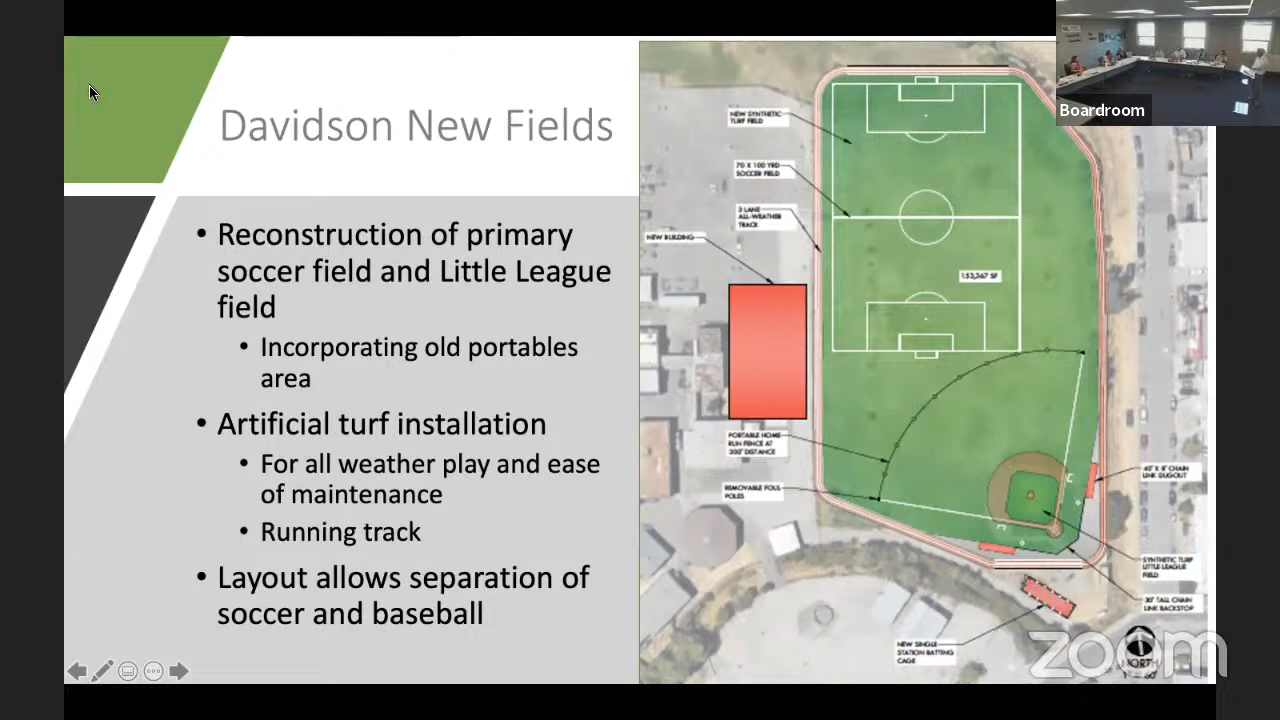 Davidson New Fields
• Reconstruction of primary
soccer field and Little League
field
• Incorporating old portables
area
• Artificial turf installation
• For all weather play and ease
of maintenance
• Running track
• Layout allows separation of
soccer and baseball
NEW SYNTHETIC
TURF FIELD
70 X 100 YRD
SOCCER FIELD
3 LANE
ALL-WEATHER
TRACK
NEW BUILDING
153,367 SF
PORTABLE HOME
RUN FENCE AT
200' DISTANCE
REMOVABLE FOUL
POLES
40' X 8' CHAIN
LINK DUGOUT
SYNTHETIC TURF
LITTLE LEAGUE
FIELD
30' TALL CHAIN
LINK BACKSTOP
NEW SINGLE
STATION BATTING
CAGE
NORTH
Boardroom
zoom